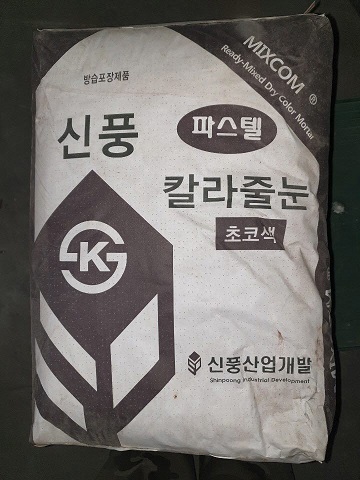 MIXCOM ®
Ready-Mixed Dry Color Mortar
방습포장제품
신풍
파스텔
칼라줄눈
초코색
KS
신풍산업개발
Shinpoong Industrial Development